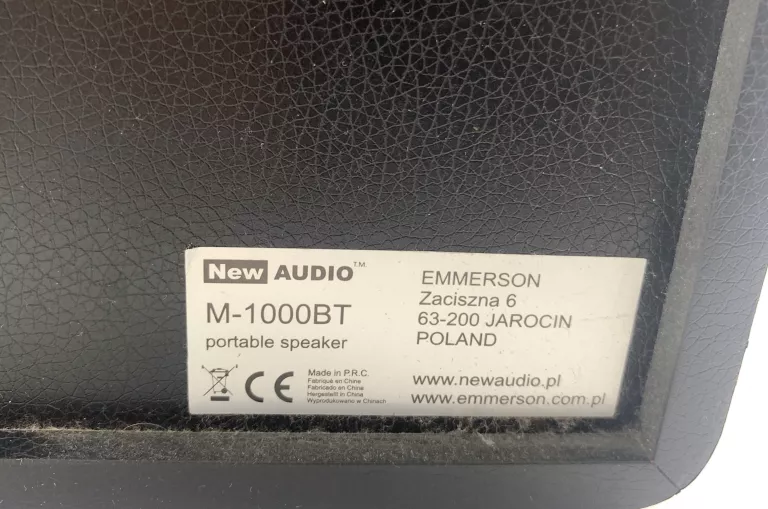 New AUDIO™
M-1000BT
portable speaker
Made in P.R.C.
Fabriqué en Chine
Fabricado en Chine
Hergestellt in China
Wyprodukowano w Chinach
CE
EMMERSON
Zaciszna 6
63-200 JAROCIN
POLAND
www.newaudio.pl
www.emmerson.com.pl